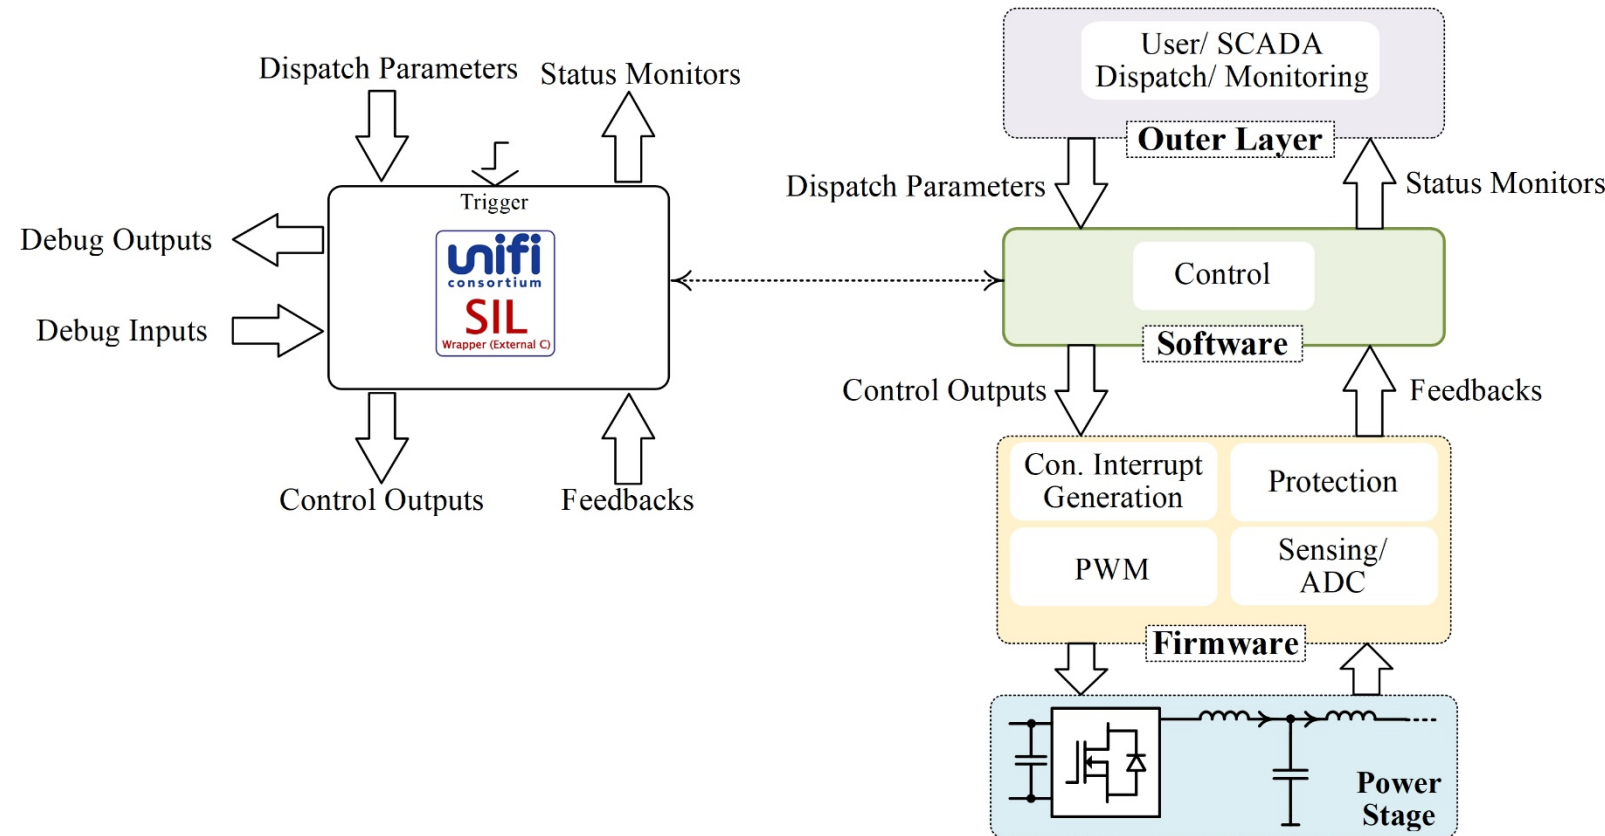 Dispatch Parameters
Status Monitors
Trigger
Debug Outputs
Debug Inputs
unifi
consortium
SIL
Wrapper (External C)
Control Outputs
Feedbacks
User/ SCADA
Dispatch/ Monitoring
Outer Layer
Dispatch Parameters
Status Monitors
Control
Software
Control Outputs
Feedbacks
Con. Interrupt
Generation
Protection
PWM
Sensing/
ADC
Firmware
Power
Stage